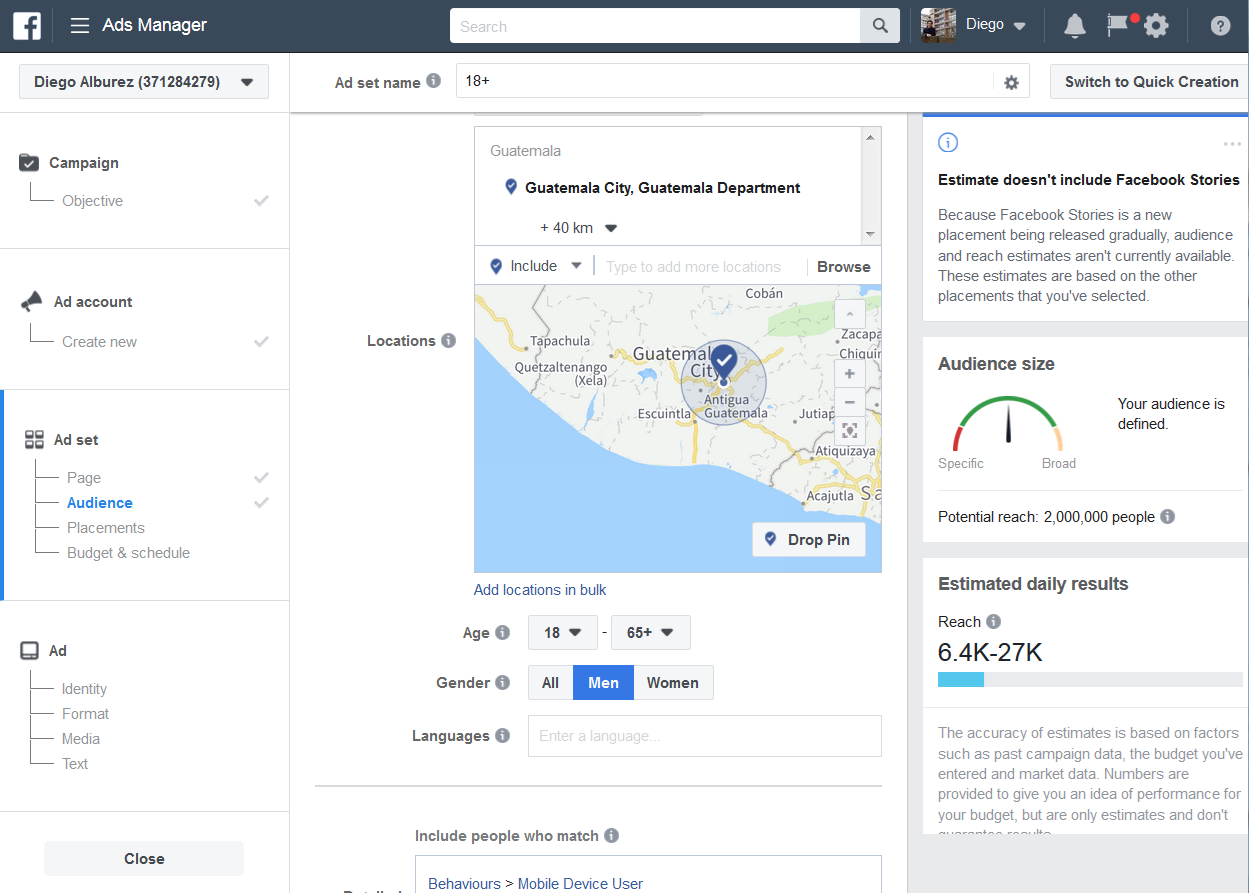 Ads Manager
Search
Diego
Diego Alburez (371284279)
Ad set name
18+
Switch to Quick Creation
Campaign
Objective
Ad account
Create new
Ad set
Page
Audience
Placements
Budget & schedule
Ad
Identity
Format
Media
Text
Close
Locations
Guatemala
Guatemala City, Guatemala Department
+ 40 km
Include
Type to add more locations
Browse
Cobán
Zacapa
Tapachula
Chiquin
Guatemal
City
Quetzaltenango
(Xela)
Antigua
Guatemala
Escuintla
Jutiap
Atiquizaya
Acajutla
Sa
Drop Pin
Add locations in bulk
Age
18
-
65+
Gender
All
Men
Women
Languages
Enter a language...
Include people who match
Behaviours > Mobile Device User
Estimate doesn't include Facebook Stories
Because Facebook Stories is a new
placement being released gradually, audience
and reach estimates aren't currently available.
These estimates are based on the other
placements that you've selected.
Audience size
Your audience is
defined.
Specific
Broad
Potential reach: 2,000,000 people
Estimated daily results
Reach
6.4K-27K
The accuracy of estimates is based on factors
such as past campaign data, the budget you've
entered and market data. Numbers are
provided to give you an idea of performance for
your budget, but are only estimates and don't
guarantee results.